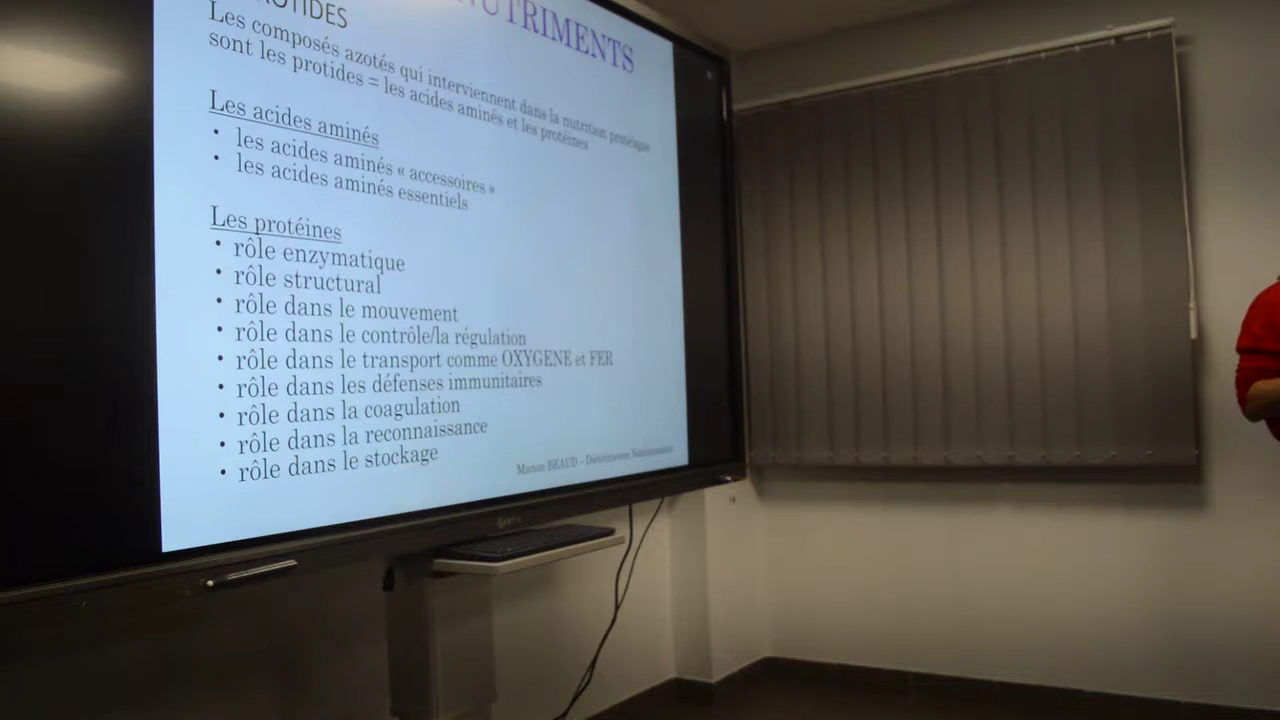 NUTRIMENTS
Les composés azotés qui interviennent dans la nutrition protéique
sont les protides = les acides aminés et les protéines
Les acides aminés
• les acides aminés « accessoires »
• les acides aminés essentiels
Les protéines
• rôle enzymatique
• rôle structural
• rôle dans le mouvement
• rôle dans le contrôle/la régulation
• rôle dans le transport comme OXYGENE et FER
• rôle dans les défenses immunitaires
• rôle dans la coagulation
• rôle dans la reconnaissance
• rôle dans le stockage
Manon BEAUD – Diététicienne Nutritionniste